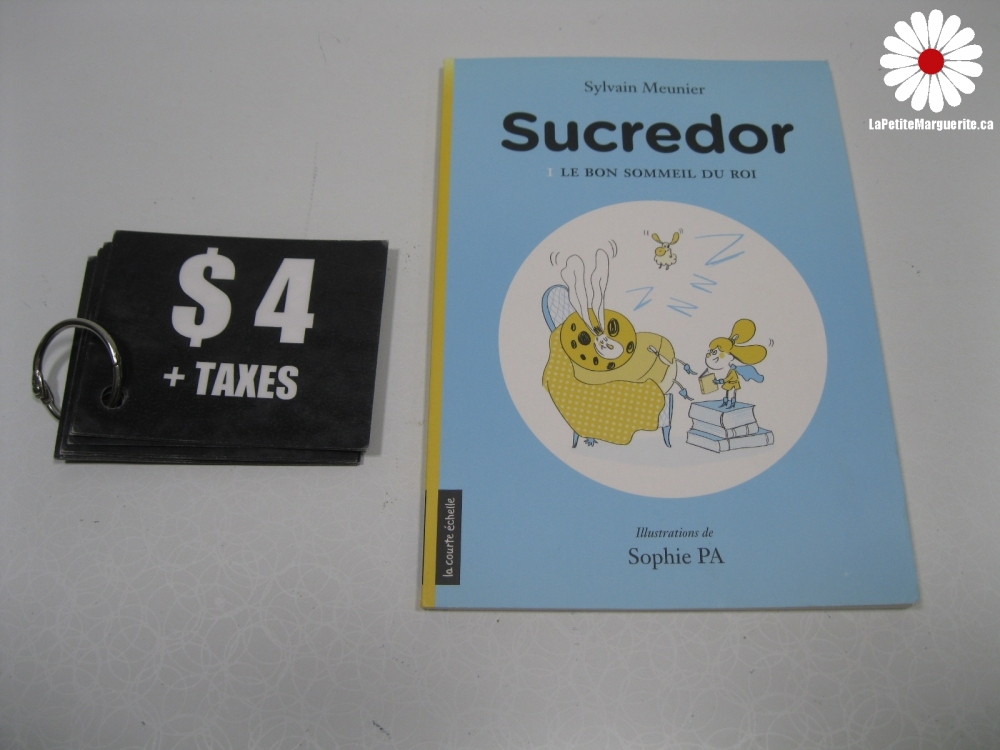 LaPetiteMarguerite.ca
$ 4
+ TAXES
Sylvain Meunier
Sucredor
1 LE BON SOMMEIL DU ROI
Illustrations de
Sophie PA
la courte échelle